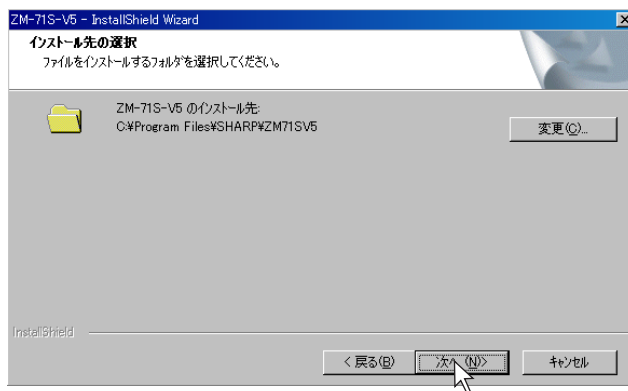 ZM-71S-V5 - InstallShield Wizard
インストール先の選択
ファイルをインストールするフォルダを選択してください。
ZM-71S-V5 のインストール先:
C:¥Program Files¥SHARP¥ZM71SV5
変更(C)...
InstallShield
< 戻る(B)
次へ(N)>
キャンセル